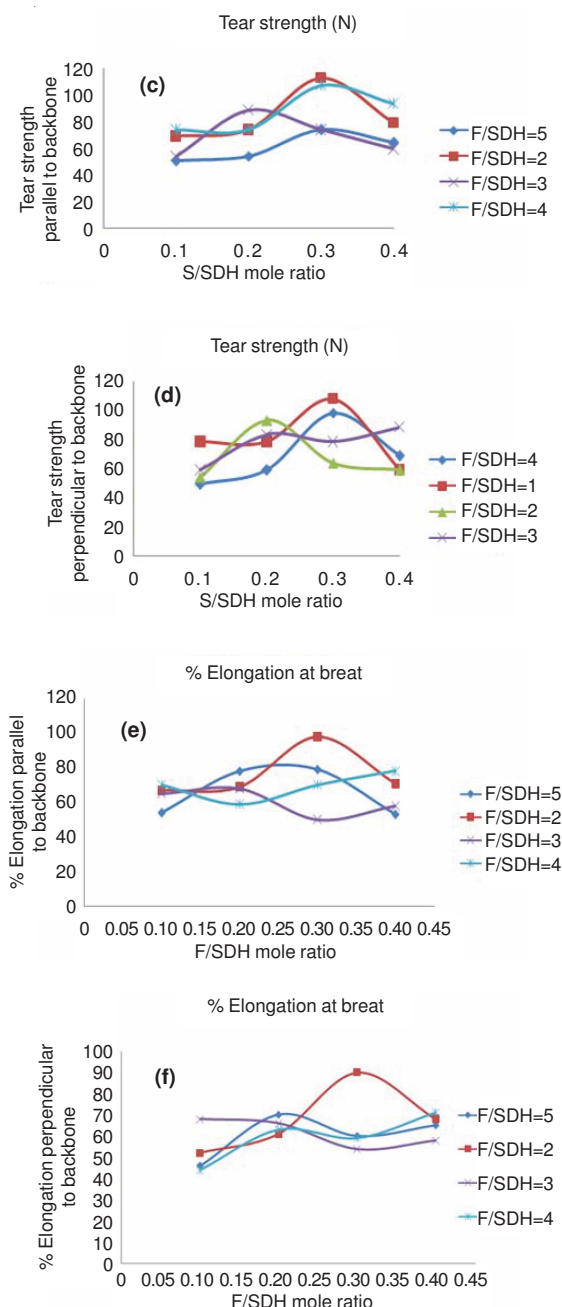 Tear strength (N)
(c)
Tear strength
parallel to backbone
120
100
80
60
40
20
0
0 0.1 0.2 0.3 0.4
S/SDH mole ratio
F/SDH=5
F/SDH=2
F/SDH=3
F/SDH=4
Tear strength (N)
(d)
Tear strength
perpendicular to backbone
120
100
80
60
40
20
0
0 0.1 0.2 0.3 0.4
S/SDH mole ratio
F/SDH=4
F/SDH=1
F/SDH=2
F/SDH=3
% Elongation at breat
(e)
% Elongation parallel
to backbone
120
100
80
60
40
20
0
0 0.05 0.10 0.15 0.20 0.25 0.30 0.35 0.40 0.45
F/SDH mole ratio
F/SDH=5
F/SDH=2
F/SDH=3
F/SDH=4
% Elongation at breat
(f)
% Elongation perpendicular
to backbone
100
90
80
70
60
50
40
30
20
10
0
0 0.05 0.10 0.15 0.20 0.25 0.30 0.35 0.40 0.45
F/SDH mole ratio
F/SDH=5
F/SDH=2
F/SDH=3
F/SDH=4